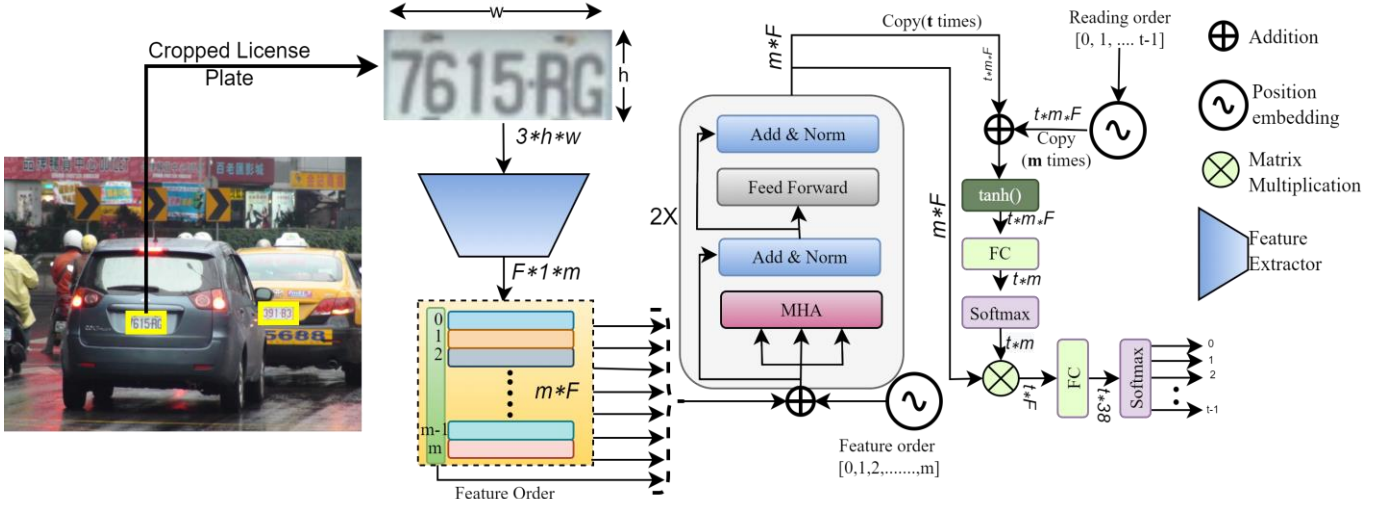 Cropped License
Plate
w
h
7615·RG
3*h*w
F*1*m
0
1
2
m-1
m
m*F
Feature Order
615RG
5688
2X
Add & Norm
Feed Forward
Add & Norm
MHA
Feature order
[0,1,2,.......,m]
m*F
Copy(t times)
t*m*F
m*F
Reading order
[0, 1, .... t-1]
t*m*F
Copy
(m times)
tanh()
t*m*F
FC
t*m
Softmax
t*m
t*F
FC
t*38
Softmax
0
1
2
t-1
Addition
Position
embedding
Matrix
Multiplication
Feature
Extractor